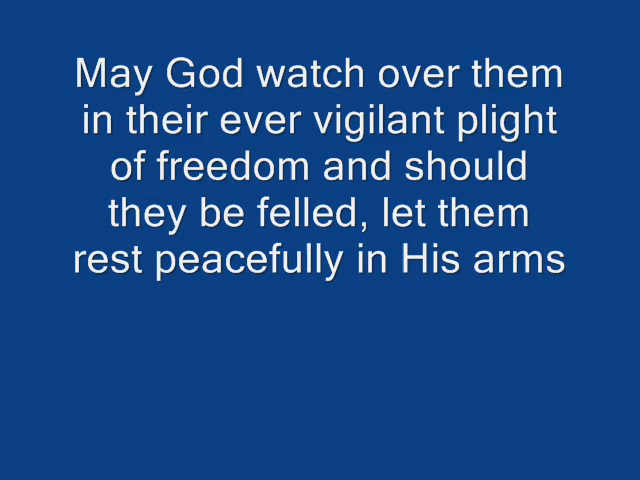 May God watch over them
in their ever vigilant plight
of freedom and should
they be felled, let them
rest peacefully in His arms